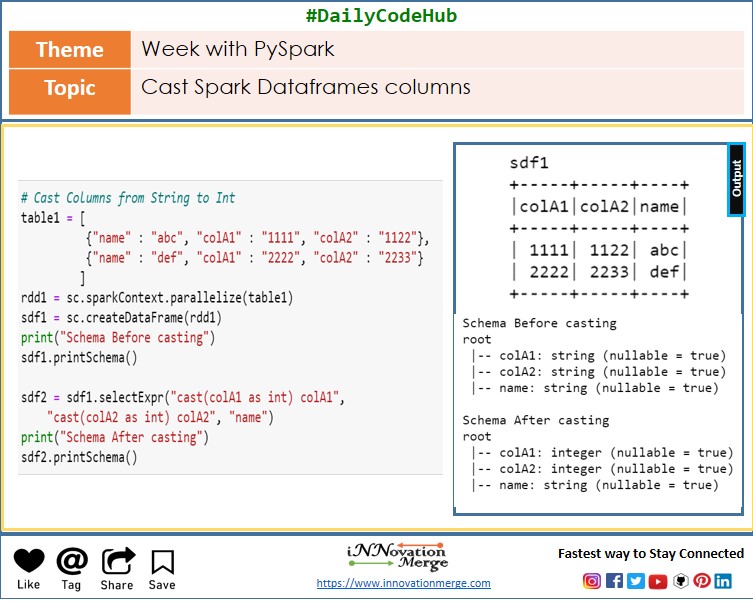 #DailyCodeHub
Theme
Week with PySpark
Topic
Cast Spark Dataframes columns
# Cast Columns from String to Int
table1 = [
{"name" : "abc", "colA1" : "1111", "colA2" : "1122"},
{"name" : "def", "colA1" : "2222", "colA2" : "2233"}
]
rdd1 = sc.sparkContext.parallelize(table1)
sdf1 = sc.createDataFrame(rdd1)
print("Schema Before casting")
sdf1.printSchema()
sdf2 = sdf1.selectExpr("cast(colA1 as int) colA1",
"cast(colA2 as int) colA2", "name")
print("Schema After casting")
sdf2.printSchema()
Output
sdf1
+-----+-----+----+
|colA1|colA2|name|
+-----+-----+----+
| 1111| 1122| abc|
| 2222| 2233| def|
+-----+-----+----+
Schema Before casting
root
|-- colA1: string (nullable = true)
|-- colA2: string (nullable = true)
|-- name: string (nullable = true)
Schema After casting
root
|-- colA1: integer (nullable = true)
|-- colA2: integer (nullable = true)
|-- name: string (nullable = true)
Like
Tag
Share
Save
iNNovation
Merge
https://www.innovationmerge.com
Fastest way to Stay Connected